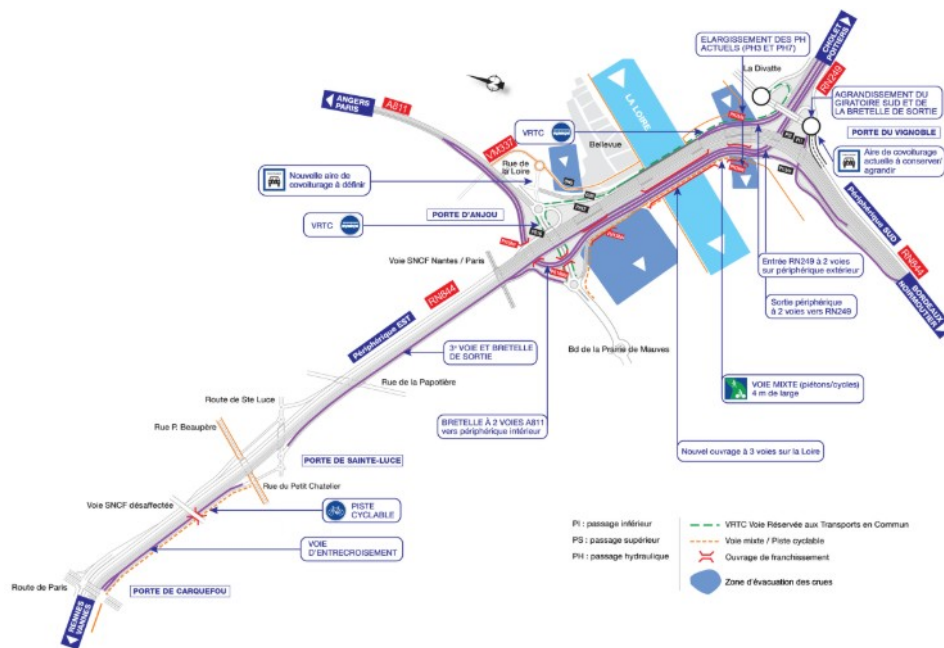 ELARGISSEMENT DES PH
ACTUELS (PH3 ET PH7)
CHOLET
POITIERS
RN249
La Divatte
AGRANDISSEMENT DU
GIRATOIRE SUD ET DE
LA BRETELLE DE SORTIE
PORTE DU VIGNOBLE
Aire de covoiturage
actuelle à conserver/
agrandir
ANGERS
PARIS
A811
LA LOIRE
VRTC
Bellevue
VM337
Rue de
la Loire
Nouvelle aire de
covoiturage à définir
PORTE D'ANJOU
VRTC
Voie SNCF Nantes / Paris
Périphérique SUD
RN844
BORDEAUX
NOIRMOUTIER
Entrée RN249 à 2 voies
sur périphérique extérieur
Sortie périphérique
à 2 voies vers RN249
RN844
Périphérique EST
3e VOIE ET BRETELLE
DE SORTIE
Bd de la Prairie de Mauves
Rue de la Papotière
VOIE MIXTE (piétons/cycles)
4 m de large
Route de Ste Luce
Rue P. Beaupère
BRETELLE À 2 VOIES A811
vers périphérique intérieur
Nouvel ouvrage à 3 voies sur la Loire
PORTE DE SAINTE-LUCE
Rue du Petit Chatelier
Voie SNCF désaffectée
PISTE
CYCLABLE
VOIE
D'ENTRECROISEMENT
Route de Paris
PORTE DE CARQUEFOU
RENNES
VANNES
PI : passage inférieur
PS : passage supérieur
PH : passage hydraulique
VRTC Voie Réservée aux Transports en Commun
Voie mixte / Piste cyclable
Ouvrage de franchissement
Zone d'évacuation des crues